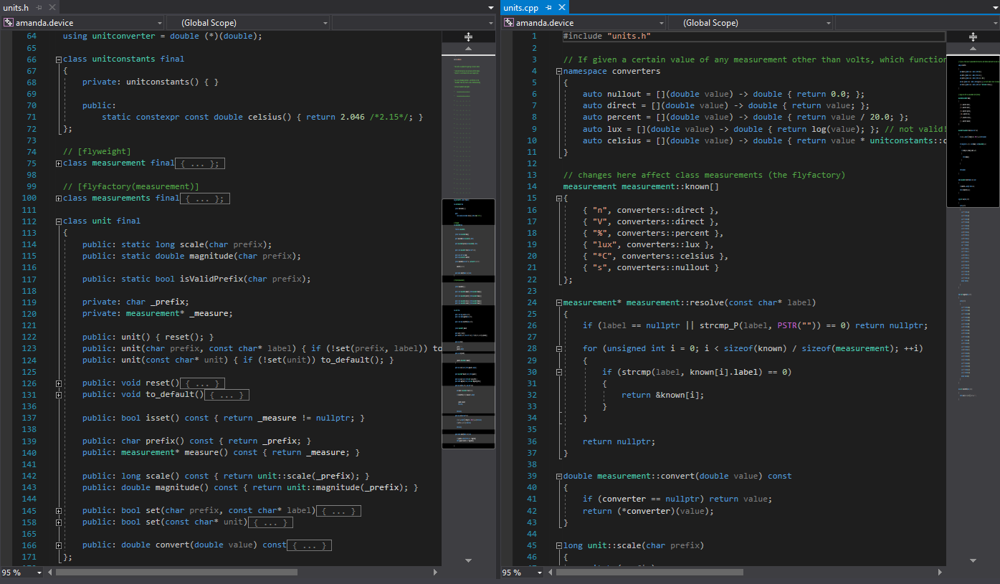 units.h
amanda.device
(Global Scope)
64 using unitconverter = double (*)(double);
65
66 class unitconstants final
67 {
68 private: unitconstants() { }
69
70 public:
71 static constexpr const double celsius() { return 2.046 /*2.15*/; }
72 };
73
74 // [flyweight]
75 class measurement final { ... };
98
99 // [flyfactory(measurement)]
100 class measurements final { ... };
111
112 class unit final
113 {
114 public: static long scale(char prefix);
115 public: static double magnitude(char prefix);
116
117 public: static bool isValidPrefix(char prefix);
118
119 private: char _prefix;
120 private: measurement* _measure;
121
122 public: unit() { reset(); }
123 public: unit(char prefix, const char* label) { if (!set(prefix, label)) to
124 public: unit(const char* unit) { if (!set(unit)) to_default(); }
125
126 public: void reset() { ... }
131 public: void to_default() { ... }
136
137 public: bool isset() const { return _measure != nullptr; }
138
139 public: char prefix() const { return _prefix; }
140 public: measurement* measure() const { return _measure; }
141
142 public: long scale() const { return unit::scale(_prefix); }
143 public: double magnitude() const { return unit::magnitude(_prefix); }
144
145 public: bool set(char prefix, const char* label) { ... }
158 public: bool set(const char* unit) { ... }
165
166 public: double convert(double value) const { ... }
171 };
95 %
units.cpp
amanda.device
(Global Scope)
1 #include "units.h"
2
3 // If given a certain value of any measurement other than volts, which function
4 namespace converters
5 {
6 auto nullout = [](double value) -> double { return 0.0; };
7 auto direct = [](double value) -> double { return value; };
8 auto percent = [](double value) -> double { return value / 20.0; };
9 auto lux = [](double value) -> double { return log(value); }; // not valid!
10 auto celsius = [](double value) -> double { return value * unitconstants::c
11 }
12
13 // changes here affect class measurements (the flyfactory)
14 measurement measurement::known[]
15 {
16 { "n", converters::direct },
17 { "V", converters::direct },
18 { "%", converters::percent },
19 { "lux", converters::lux },
20 { "*C", converters::celsius },
21 { "s", converters::nullout }
22 };
23
24 measurement* measurement::resolve(const char* label)
25 {
26 if (label == nullptr || strcmp_P(label, PSTR("")) == 0) return nullptr;
27
28 for (unsigned int i = 0; i < sizeof(known) / sizeof(measurement); ++i)
29 {
30 if (strcmp(label, known[i].label) == 0)
31 {
32 return &known[i];
33 }
34 }
35
36 return nullptr;
37 }
38
39 double measurement::convert(double value) const
40 {
41 if (converter == nullptr) return value;
42 return (*converter)(value);
43 }
44
45 long unit::scale(char prefix)
46 {
95 %